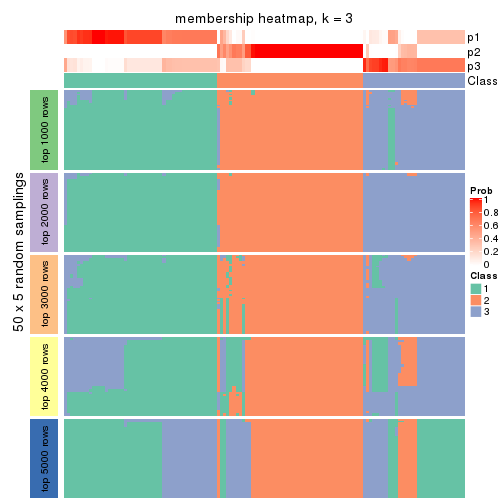 membership heatmap, k = 3
p1
p2
p3
Class
50 x 5 random samplings
top 1000 rows
top 2000 rows
top 3000 rows
top 4000 rows
top 5000 rows
Prob
1
0.8
0.6
0.4
0.2
0
Class
1
2
3